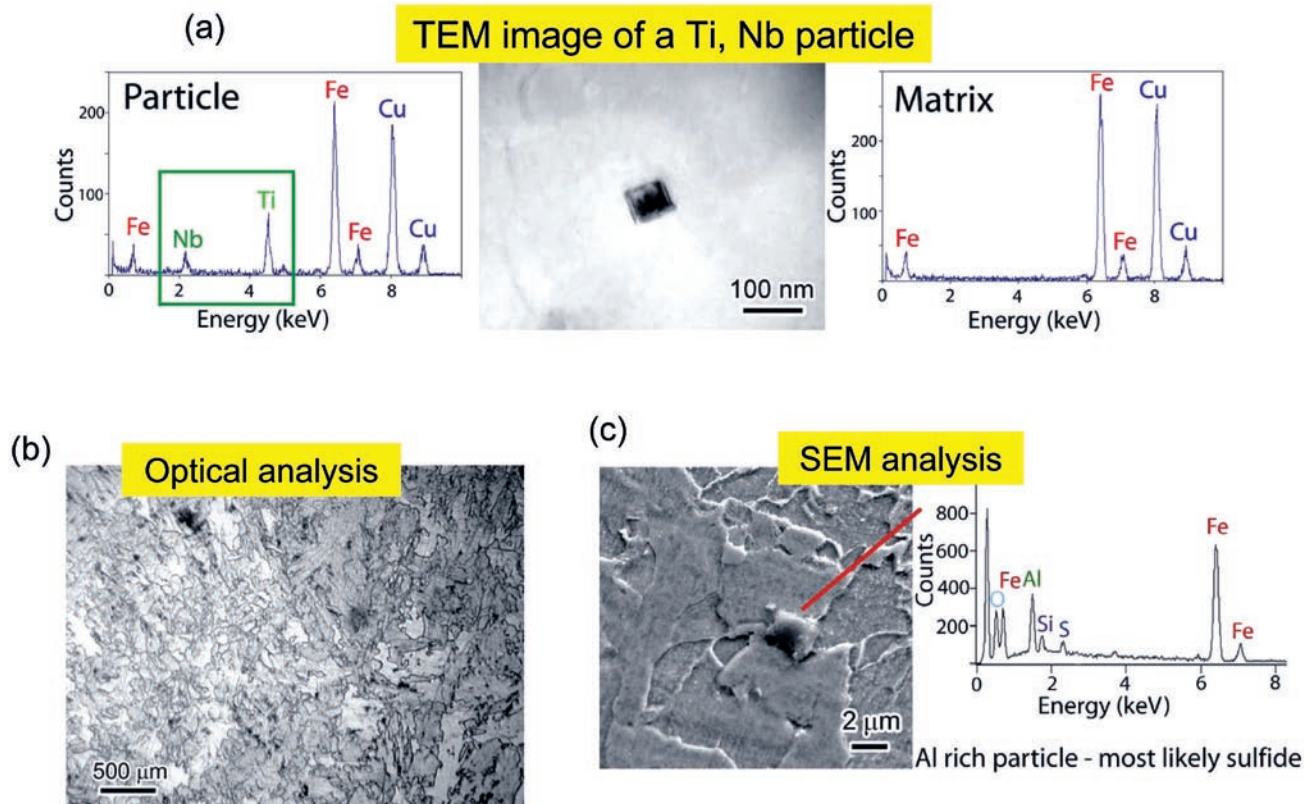 (a)
TEM image of a Ti, Nb particle
Particle
Counts
200
100
Fe
Nb
Ti
Fe
Fe
Cu
Cu
0 2 4 6 8
Energy (keV)
100 nm
Matrix
Counts
200
100
Fe
Fe
Fe
Cu
Cu
0 2 4 6 8
Energy (keV)
(b)
Optical analysis
500 μm
(c)
SEM analysis
2 μm
Counts
800
600
400
200
O
Fe
Al
Si
S
Fe
Fe
0 2 4 6 8
Energy (keV)
Al rich particle - most likely sulfide